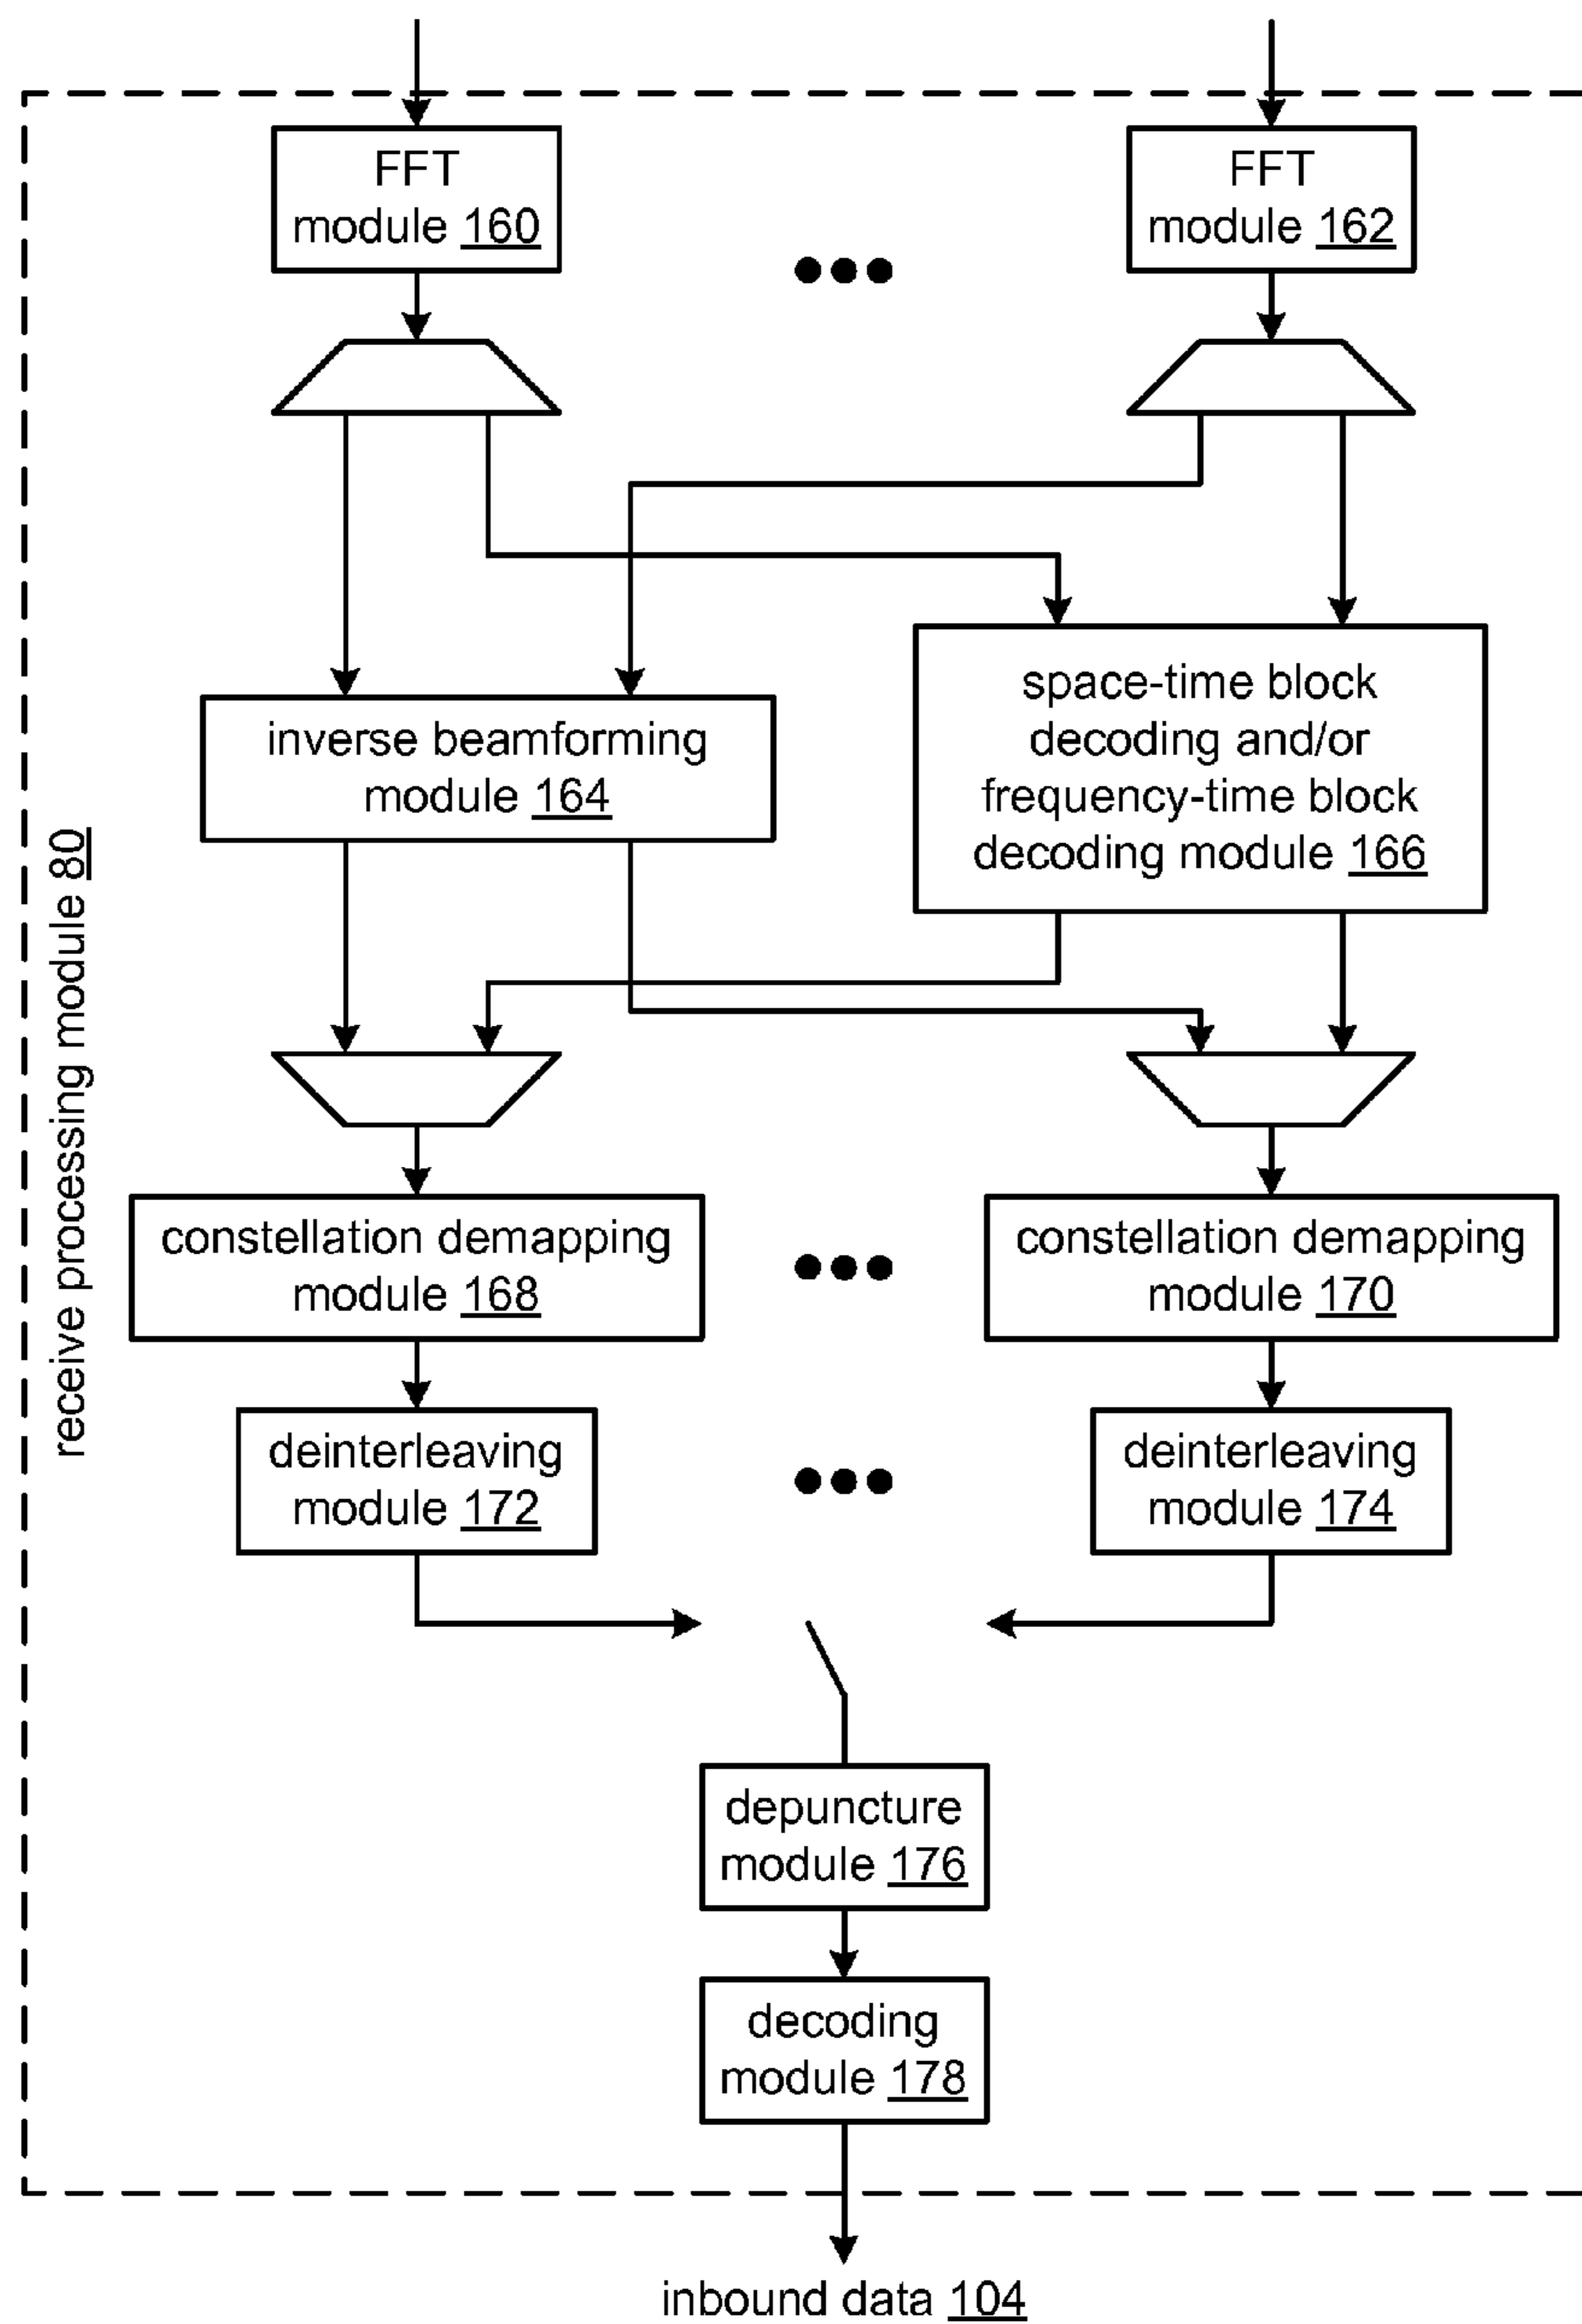 FFT
module 160
FFT
module 162
inverse beamforming
module 164
space-time block
decoding and/or
frequency-time block
decoding module 166
receive processing module 80
constellation demapping
module 168
constellation demapping
module 170
deinterleaving
module 172
deinterleaving
module 174
depuncture
module 176
decoding
module 178
inbound data 104